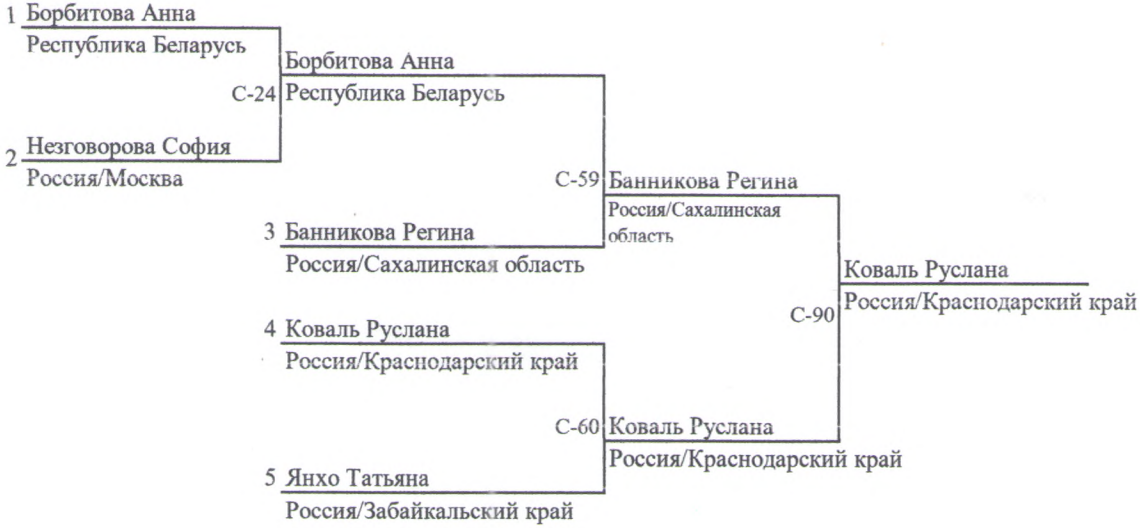 1 Борбитова Анна
Республика Беларусь
Борбитова Анна
С-24 Республика Беларусь
2 Незговорова София
Россия/Москва
С-59 Банникова Регина
Россия/Сахалинская
область
3 Банникова Регина
Россия/Сахалинская область
Коваль Руслана
С-90 Россия/Краснодарский край
4 Коваль Руслана
Россия/Краснодарский край
С-60 Коваль Руслана
Россия/Краснодарский край
5 Янхо Татьяна
Россия/Забайкальский край